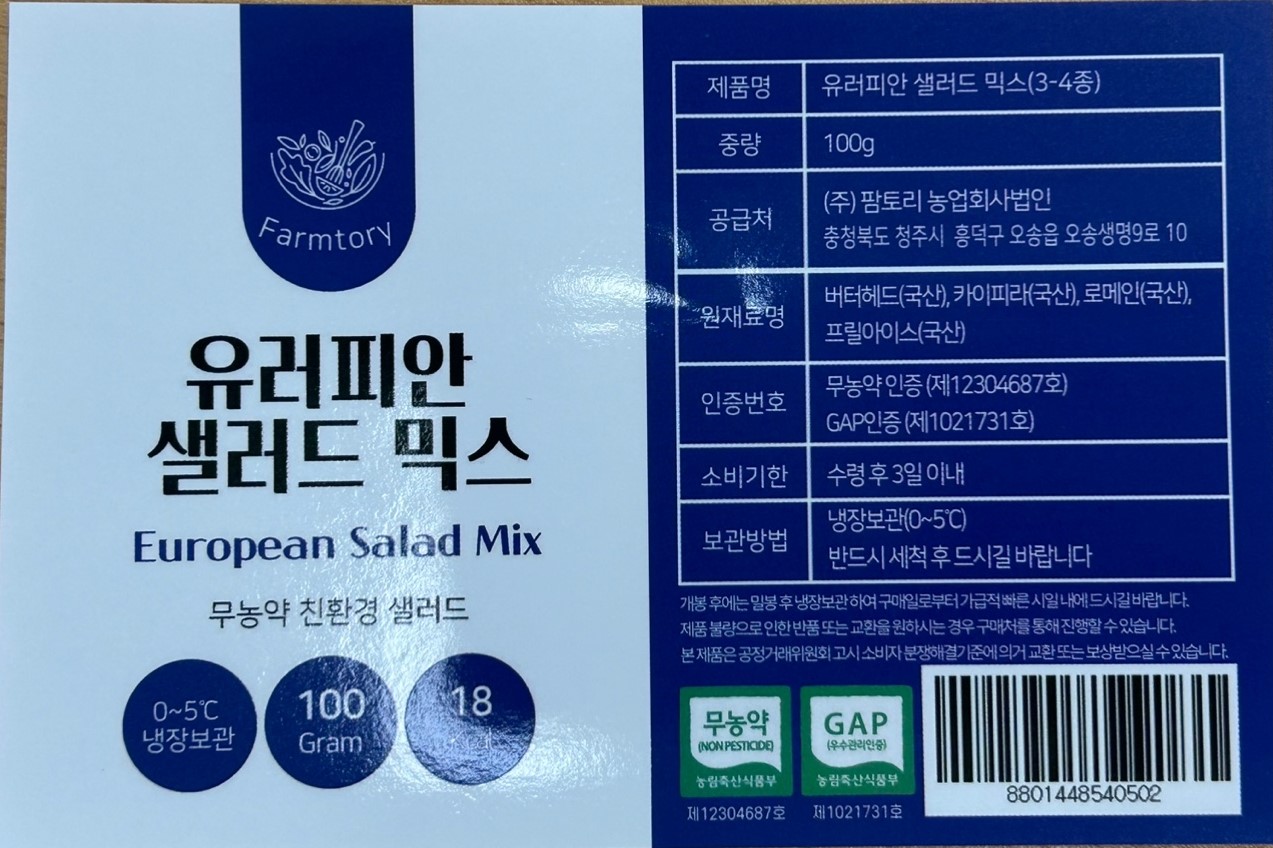 Farmtory
유러피안
샐러드 믹스
European Salad Mix
무농약 친환경 샐러드
0~5℃
냉장보관
100
Gram
18
제품명 유러피안 샐러드 믹스(3-4종)
중량 100g
공급처 (주) 팜토리 농업회사법인
충청북도 청주시 흥덕구 오송읍 오송생명9로 10
원재료명 버터헤드(국산), 카이피라(국산), 로메인(국산),
프릴아이스(국산)
인증번호 무농약 인증 (제12304687호)
GAP인증 (제1021731호)
소비기한 수령 후 3일 이내
보관방법 냉장보관(0~5℃)
반드시 세척 후 드시길 바랍니다
개봉 후에는 밀봉 후 냉장보관 하여 구매일로부터 가급적 빠른 시일 내에 드시길 바랍니다.
제품 불량으로 인한 반품 또는 교환을 원하시는 경우 구매처를 통해 진행할 수 있습니다.
본 제품은 공정거래위원회 고시 소비자 분쟁해결기준에 의거 교환 또는 보상받으실 수 있습니다.
무농약
(NON PESTICIDE)
농림축산식품부
제12304687호
GAP
(우수관리인증)
농림축산식품부
제1021731호
8801448540502